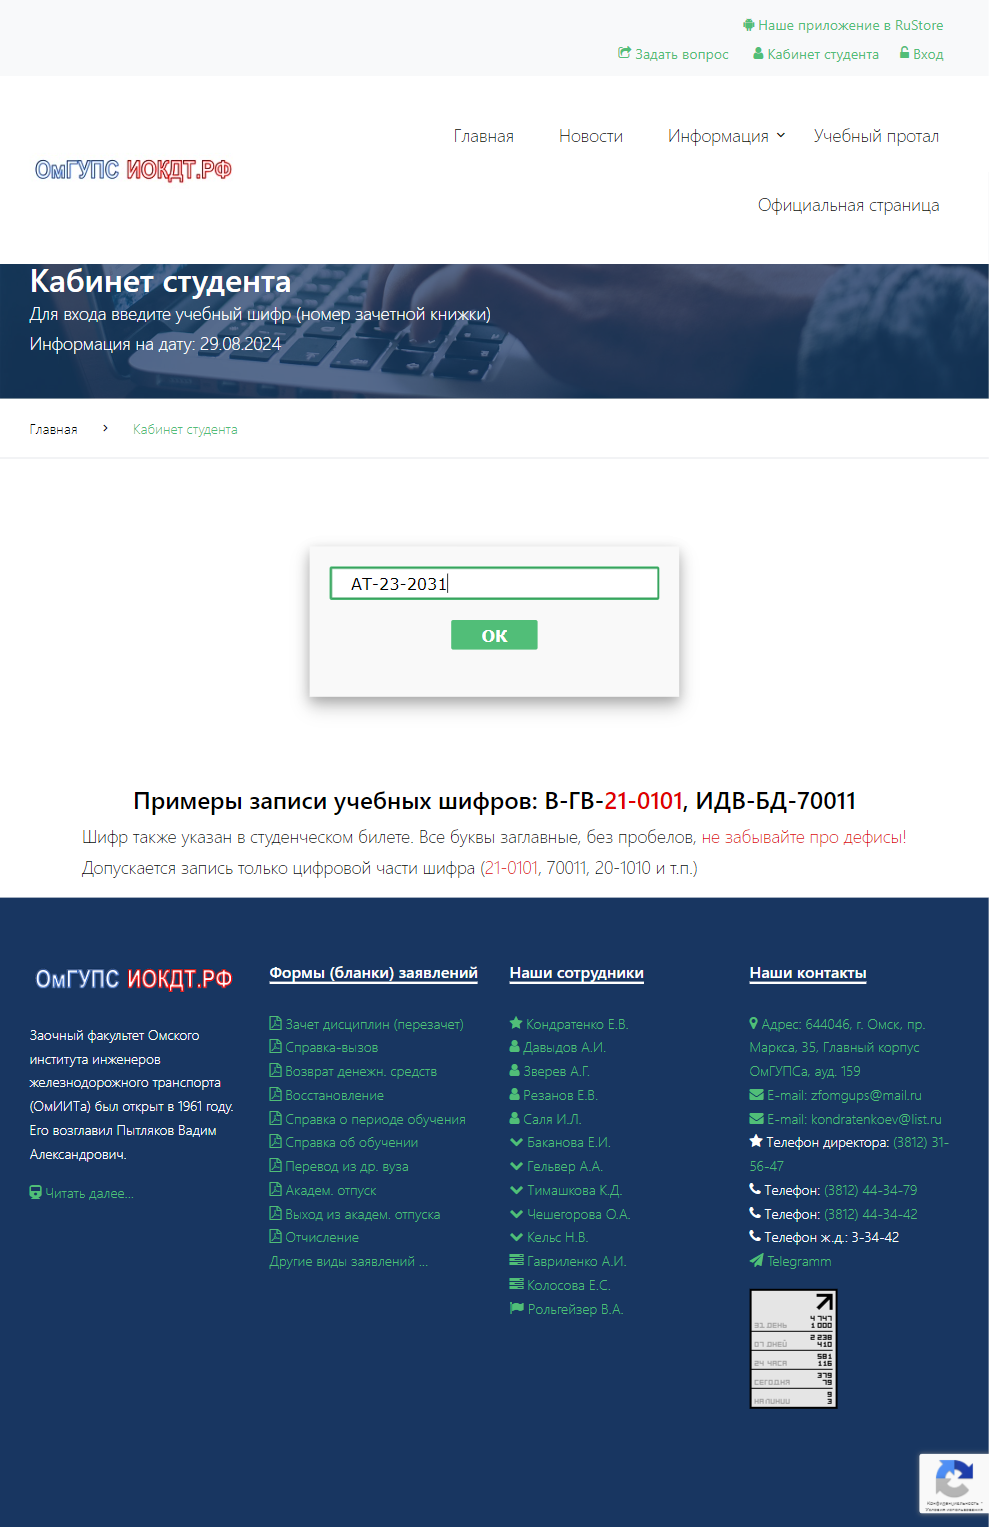 Наше приложение в RuStore
Задать вопрос Кабинет студента Вход
Главная Новости Информация Учебный протал
ОмГУПС ИОКДТ.РФ
Официальная страница
Кабинет студента
Для входа введите учебный шифр (номер зачетной книжки)
Информация на дату: 29.08.2024
Главная > Кабинет студента
АТ-23-2031
OK
Примеры записи учебных шифров: В-ГВ-21-0101, ИДВ-БД-70011
Шифр также указан в студенческом билете. Все буквы заглавные, без пробелов, не забывайте про дефисы!
Допускается запись только цифровой части шифра (21-0101, 70011, 20-1010 и т.п.)
ОмГУПС ИОКДТ.РФ
Заочный факультет Омского
института инженеров
железнодорожного транспорта
(ОмИИТа) был открыт в 1961 году.
Его возглавил Пытляков Вадим
Александрович.
Читать далее...
Формы (бланки) заявлений
Зачет дисциплин (перезачет)
Справка-вызов
Возврат денежн. средств
Восстановление
Справка о периоде обучения
Справка об обучении
Перевод из др. вуза
Академ. отпуск
Выход из академ. отпуска
Отчисление
Другие виды заявлений ...
Наши сотрудники
Кондратенко Е.В.
Давыдов А.И.
Зверев А.Г.
Резанов Е.В.
Саля И.Л.
Баканова Е.И.
Гельвер А.А.
Тимашкова К.Д.
Чешегорова О.А.
Кельс Н.В.
Гавриленко А.И.
Колосова Е.С.
Рольгейзер В.А.
Наши контакты
Адрес: 644046, г. Омск, пр.
Маркса, 35, Главный корпус
ОмГУПСа, ауд. 159
E-mail: zfomgups@mail.ru
E-mail: kondratenkoev@list.ru
Телефон директора: (3812) 31-
56-47
Телефон: (3812) 44-34-79
Телефон: (3812) 44-34-42
Телефон ж.д.: 3-34-42
Telegramm
4 747
31 ДЕНЬ 1 000
2 238
07 ДНЕЙ 410
581
24 ЧАСА 116
379
СЕГОДНЯ 79
9
НА ЛИНИИ 3
Конфиденциальность -
Условия использования